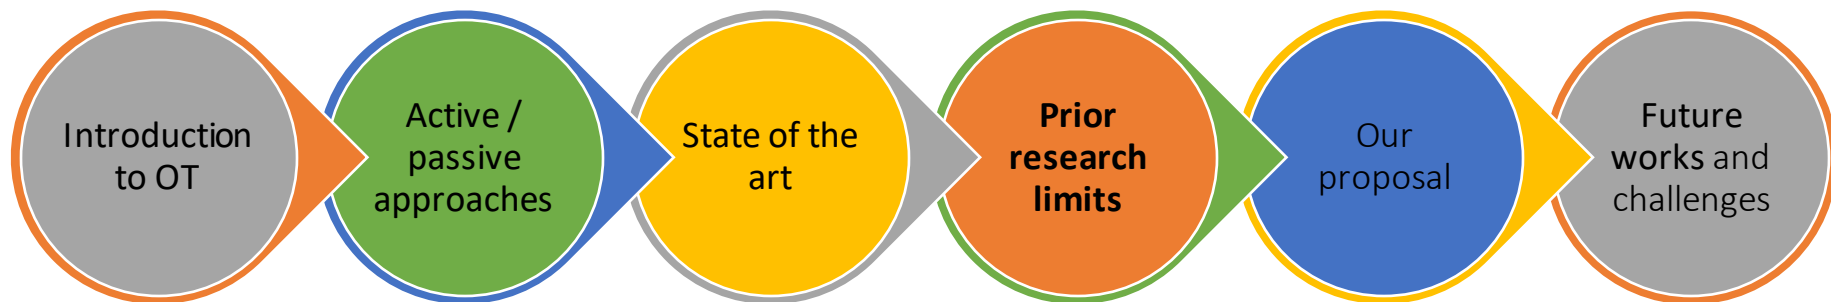 Introduction
to OT
Active /
passive
approaches
State of the
art
Prior
research
limits
Our
proposal
Future
works and
challenges